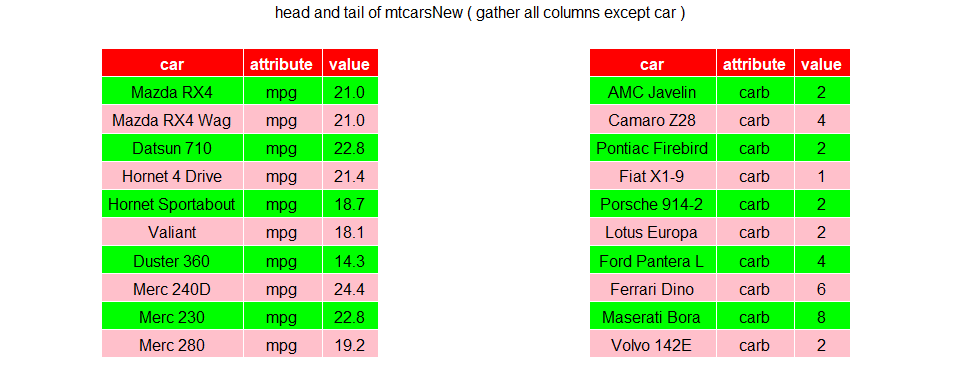 head and tail of mtcarsNew ( gather all columns except car )
car attribute value
Mazda RX4 mpg 21.0
Mazda RX4 Wag mpg 21.0
Datsun 710 mpg 22.8
Hornet 4 Drive mpg 21.4
Hornet Sportabout mpg 18.7
Valiant mpg 18.1
Duster 360 mpg 14.3
Merc 240D mpg 24.4
Merc 230 mpg 22.8
Merc 280 mpg 19.2
car attribute value
AMC Javelin carb 2
Camaro Z28 carb 4
Pontiac Firebird carb 2
Fiat X1-9 carb 1
Porsche 914-2 carb 2
Lotus Europa carb 2
Ford Pantera L carb 4
Ferrari Dino carb 6
Maserati Bora carb 8
Volvo 142E carb 2